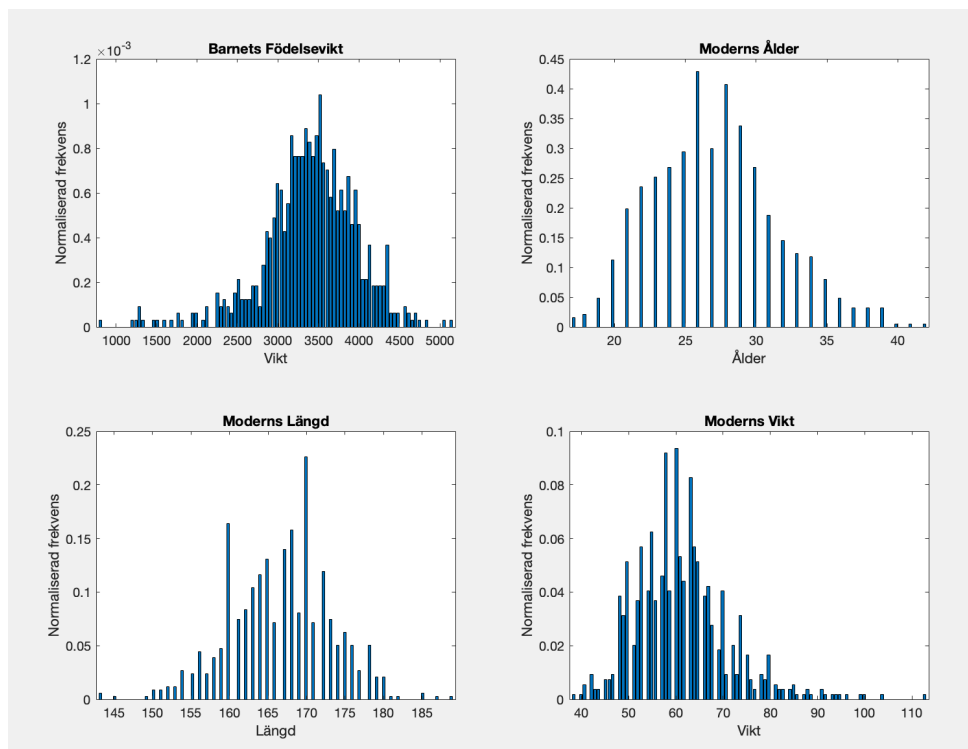 Barnets Födelsevikt
×10⁻³
1.2
1
0.8
0.6
0.4
0.2
0
Normaliserad frekvens
1000 1500 2000 2500 3000 3500 4000 4500 5000
Vikt
Moderns Ålder
0.45
0.4
0.35
0.3
0.25
0.2
0.15
0.1
0.05
0
Normaliserad frekvens
20 25 30 35 40
Ålder
Moderns Längd
0.25
0.2
0.15
0.1
0.05
0
Normaliserad frekvens
145 150 155 160 165 170 175 180 185
Längd
Moderns Vikt
0.1
0.08
0.06
0.04
0.02
0
Normaliserad frekvens
40 50 60 70 80 90 100 110
Vikt